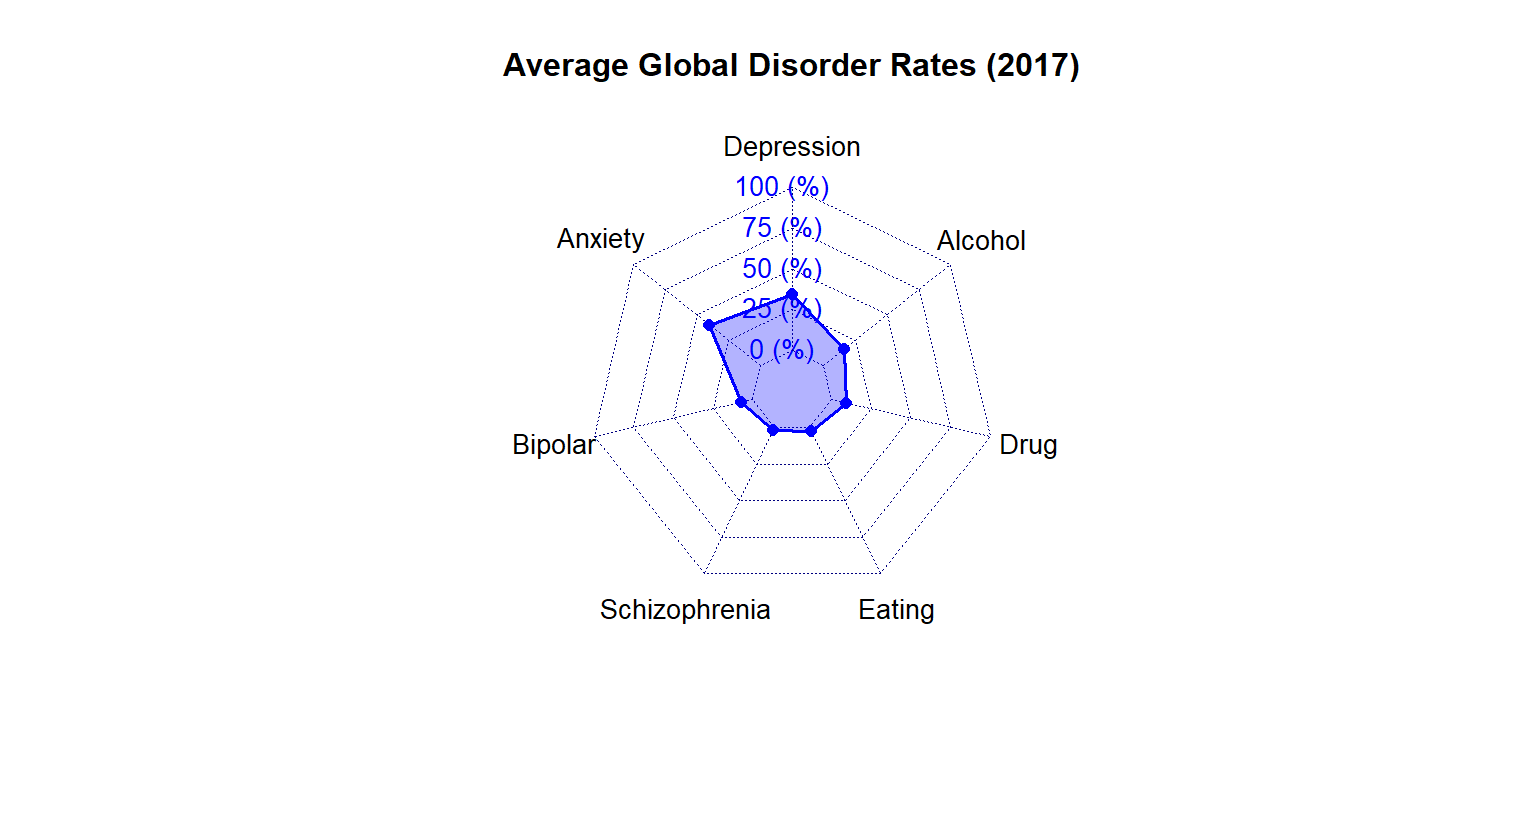 Average Global Disorder Rates (2017)
Depression
100 (%)
75 (%)
50 (%)
25 (%)
0 (%)
Anxiety
Alcohol
Bipolar
Drug
Schizophrenia
Eating